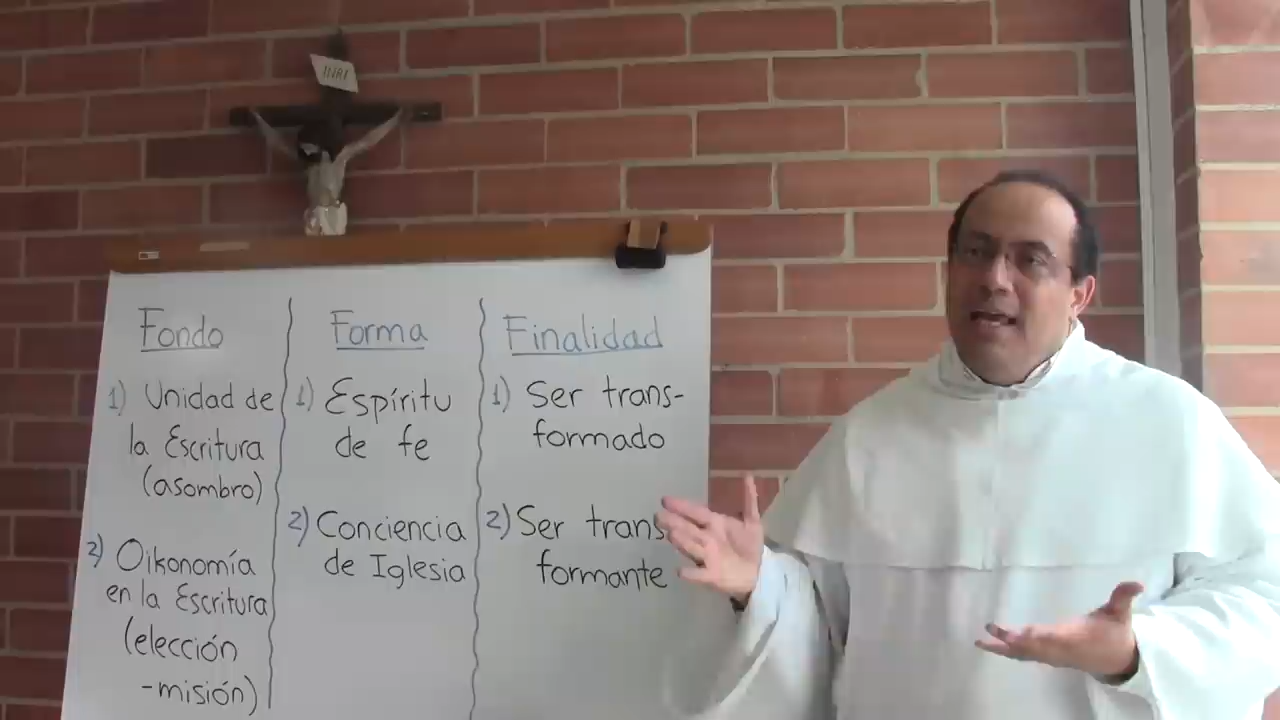 INRI
Fondo
1) Unidad de
la Escritura
(asombro)
2) Oikonomía
en la Escritura
(elección
-misión)
Forma
1) Espíritu
de fe
2) Conciencia
de Iglesia
Finalidad
1) Ser trans-
formado
2) Ser trans
formante